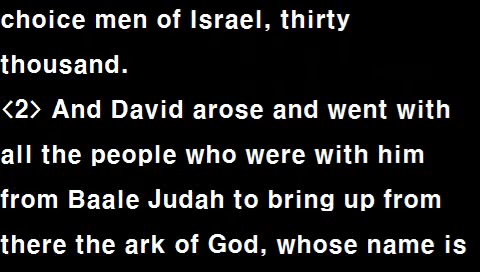 choice men of Israel, thirty
thousand.
<2> And David arose and went with
all the people who were with him
from Baale Judah to bring up from
there the ark of God, whose name is